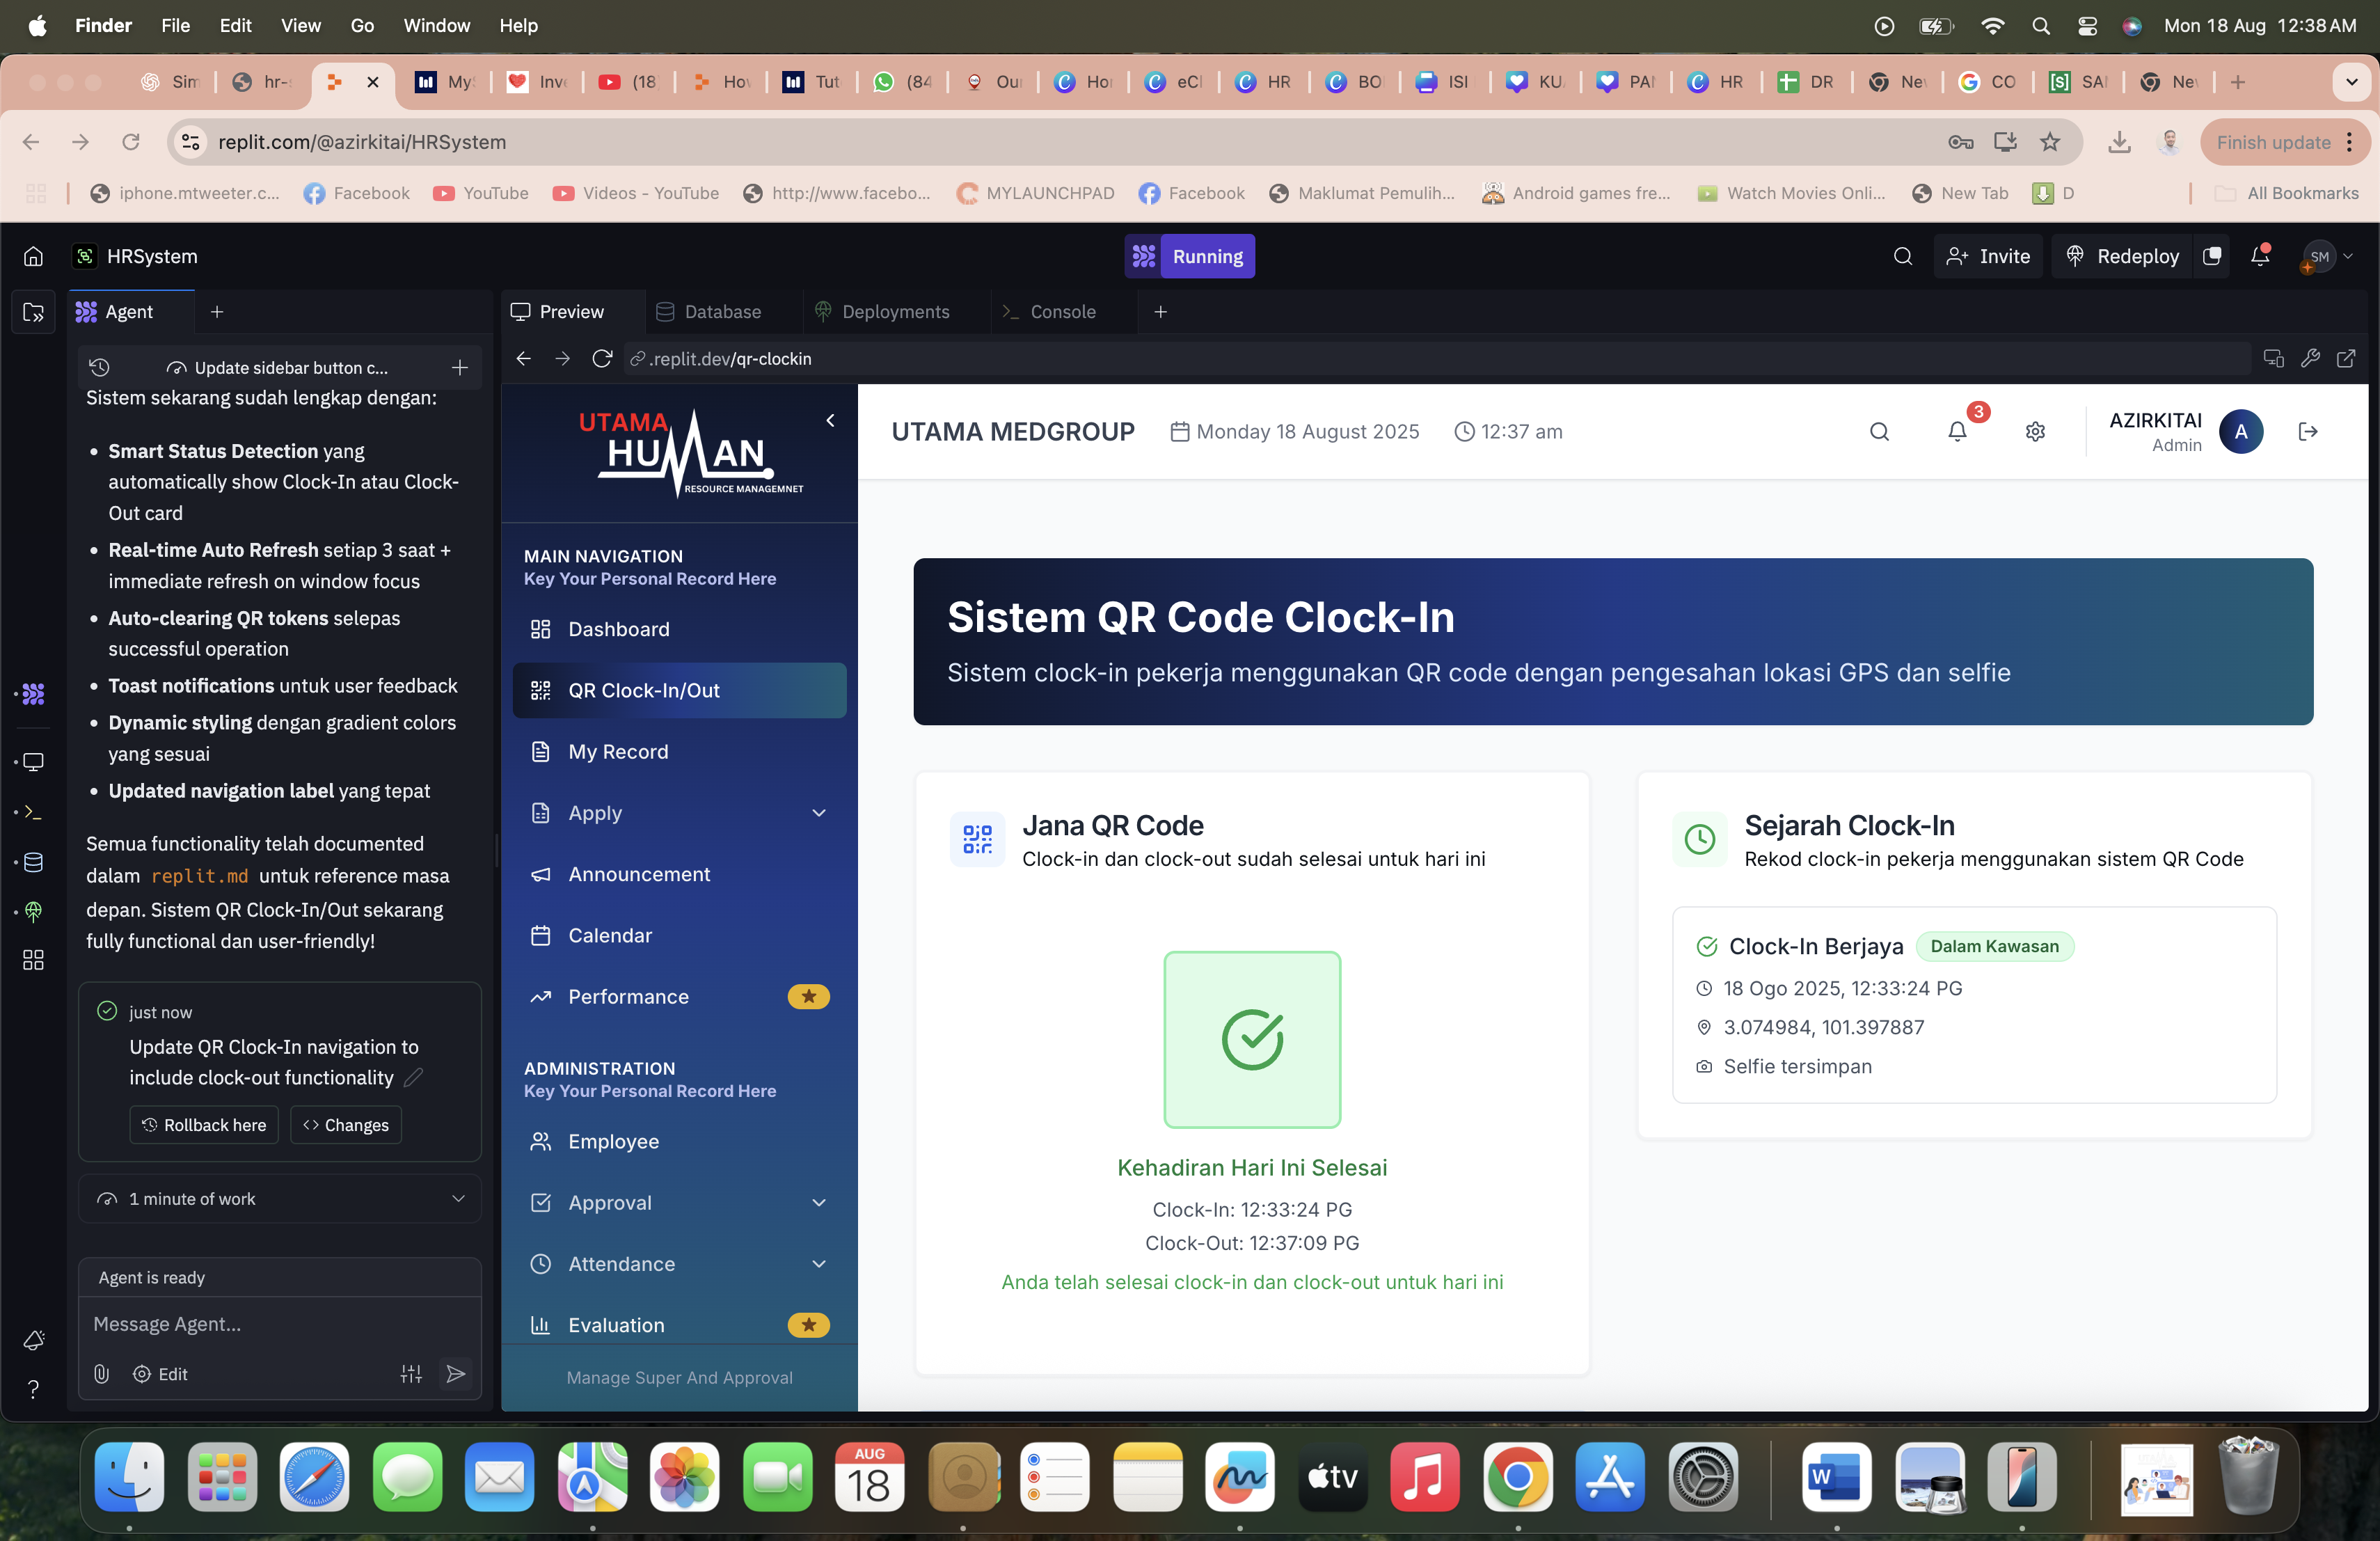 Finder File Edit View Go Window Help
Mon 18 Aug 12:38 AM
Sim
hr-
My
Inve
(18
How
Tut
(84
Our
Hor
eCl
HR
BO
ISI
KU
PAN
HR
DR
Nev
CO
SAI
Nev
replit.com/@azirkitai/HRSystem
Finish update
iphone.mtweeter.c...
Facebook
YouTube
Videos - YouTube
http://www.facebo...
MYLAUNCHPAD
Facebook
Maklumat Pemulih...
Android games fre...
Watch Movies Onli...
New Tab
D
All Bookmarks
HRSystem
Running
Invite
Redeploy
SM
Agent
Preview
Database
Deployments
Console
Update sidebar button c...
.replit.dev/qr-clockin
Sistem sekarang sudah lengkap dengan:
Smart Status Detection yang
automatically show Clock-In atau Clock-
Out card
Real-time Auto Refresh setiap 3 saat +
immediate refresh on window focus
Auto-clearing QR tokens selepas
successful operation
Toast notifications untuk user feedback
Dynamic styling dengan gradient colors
yang sesuai
Updated navigation label yang tepat
Semua functionality telah documented
dalam replit.md untuk reference masa
depan. Sistem QR Clock-In/Out sekarang
fully functional dan user-friendly!
just now
Update QR Clock-In navigation to
include clock-out functionality
Rollback here
Changes
1 minute of work
Agent is ready
Message Agent...
Edit
UTAMA
HUMAN
RESOURCE MANAGEMNET
MAIN NAVIGATION
Key Your Personal Record Here
Dashboard
QR Clock-In/Out
My Record
Apply
Announcement
Calendar
Performance
ADMINISTRATION
Key Your Personal Record Here
Employee
Approval
Attendance
Evaluation
Manage Super And Approval
UTAMA MEDGROUP
Monday 18 August 2025
12:37 am
3
AZIRKITAI
Admin
A
Sistem QR Code Clock-In
Sistem clock-in pekerja menggunakan QR code dengan pengesahan lokasi GPS dan selfie
Jana QR Code
Clock-in dan clock-out sudah selesai untuk hari ini
Kehadiran Hari Ini Selesai
Clock-In: 12:33:24 PG
Clock-Out: 12:37:09 PG
Anda telah selesai clock-in dan clock-out untuk hari ini
Sejarah Clock-In
Rekod clock-in pekerja menggunakan sistem QR Code
Clock-In Berjaya
Dalam Kawasan
18 Ogo 2025, 12:33:24 PG
3.074984, 101.397887
Selfie tersimpan
AUG
18
tv
W